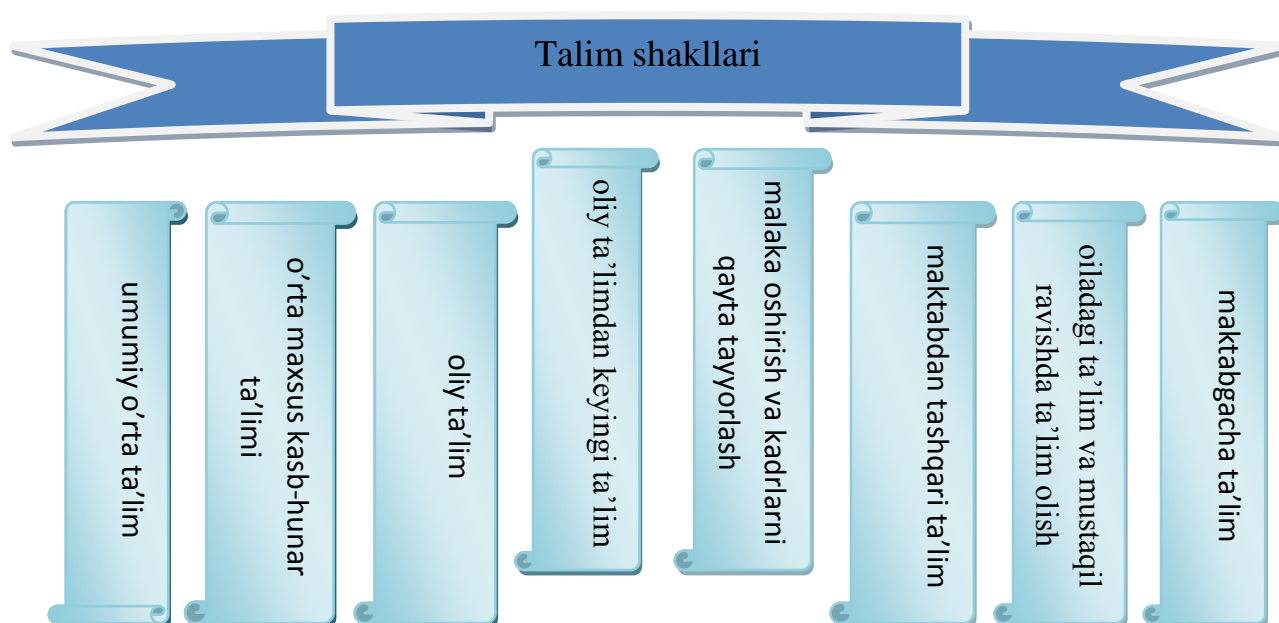 Talim shakllari
umumiy o’rta ta’lim
o’rta maxsus kasb-hunar
ta’limi
oliy ta’lim
oliy ta’limdan keyingi ta’lim
malaka oshirish va kadrlarni
qayta tayyorlash
maktabdan tashqari ta’lim
oiladagi ta’lim va mustaqil
ravishda ta’lim olish
maktabgacha ta’lim